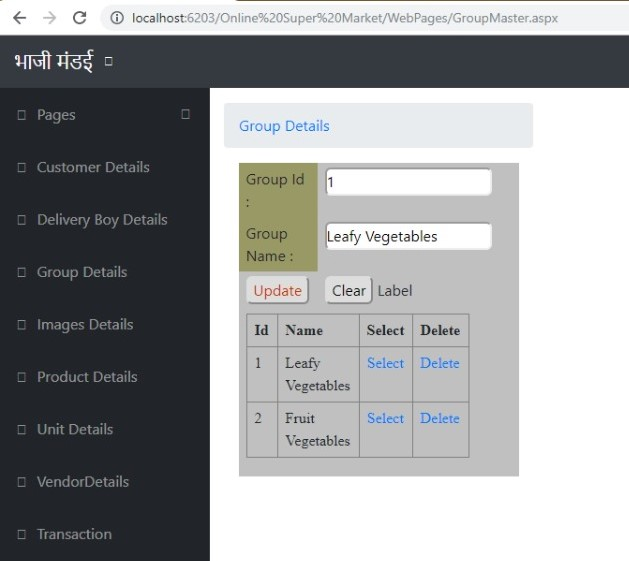 localhost:6203/Online%20Super%20Market/WebPages/GroupMaster.aspx
भाजी मंडई
Pages
Customer Details
Delivery Boy Details
Group Details
Images Details
Product Details
Unit Details
VendorDetails
Transaction
Group Details
Group Id
:
1
Group
Name :
Leafy Vegetables
Update Clear Label
Id Name Select Delete
1 Leafy Select Delete
Vegetables
2 Fruit Select Delete
Vegetables